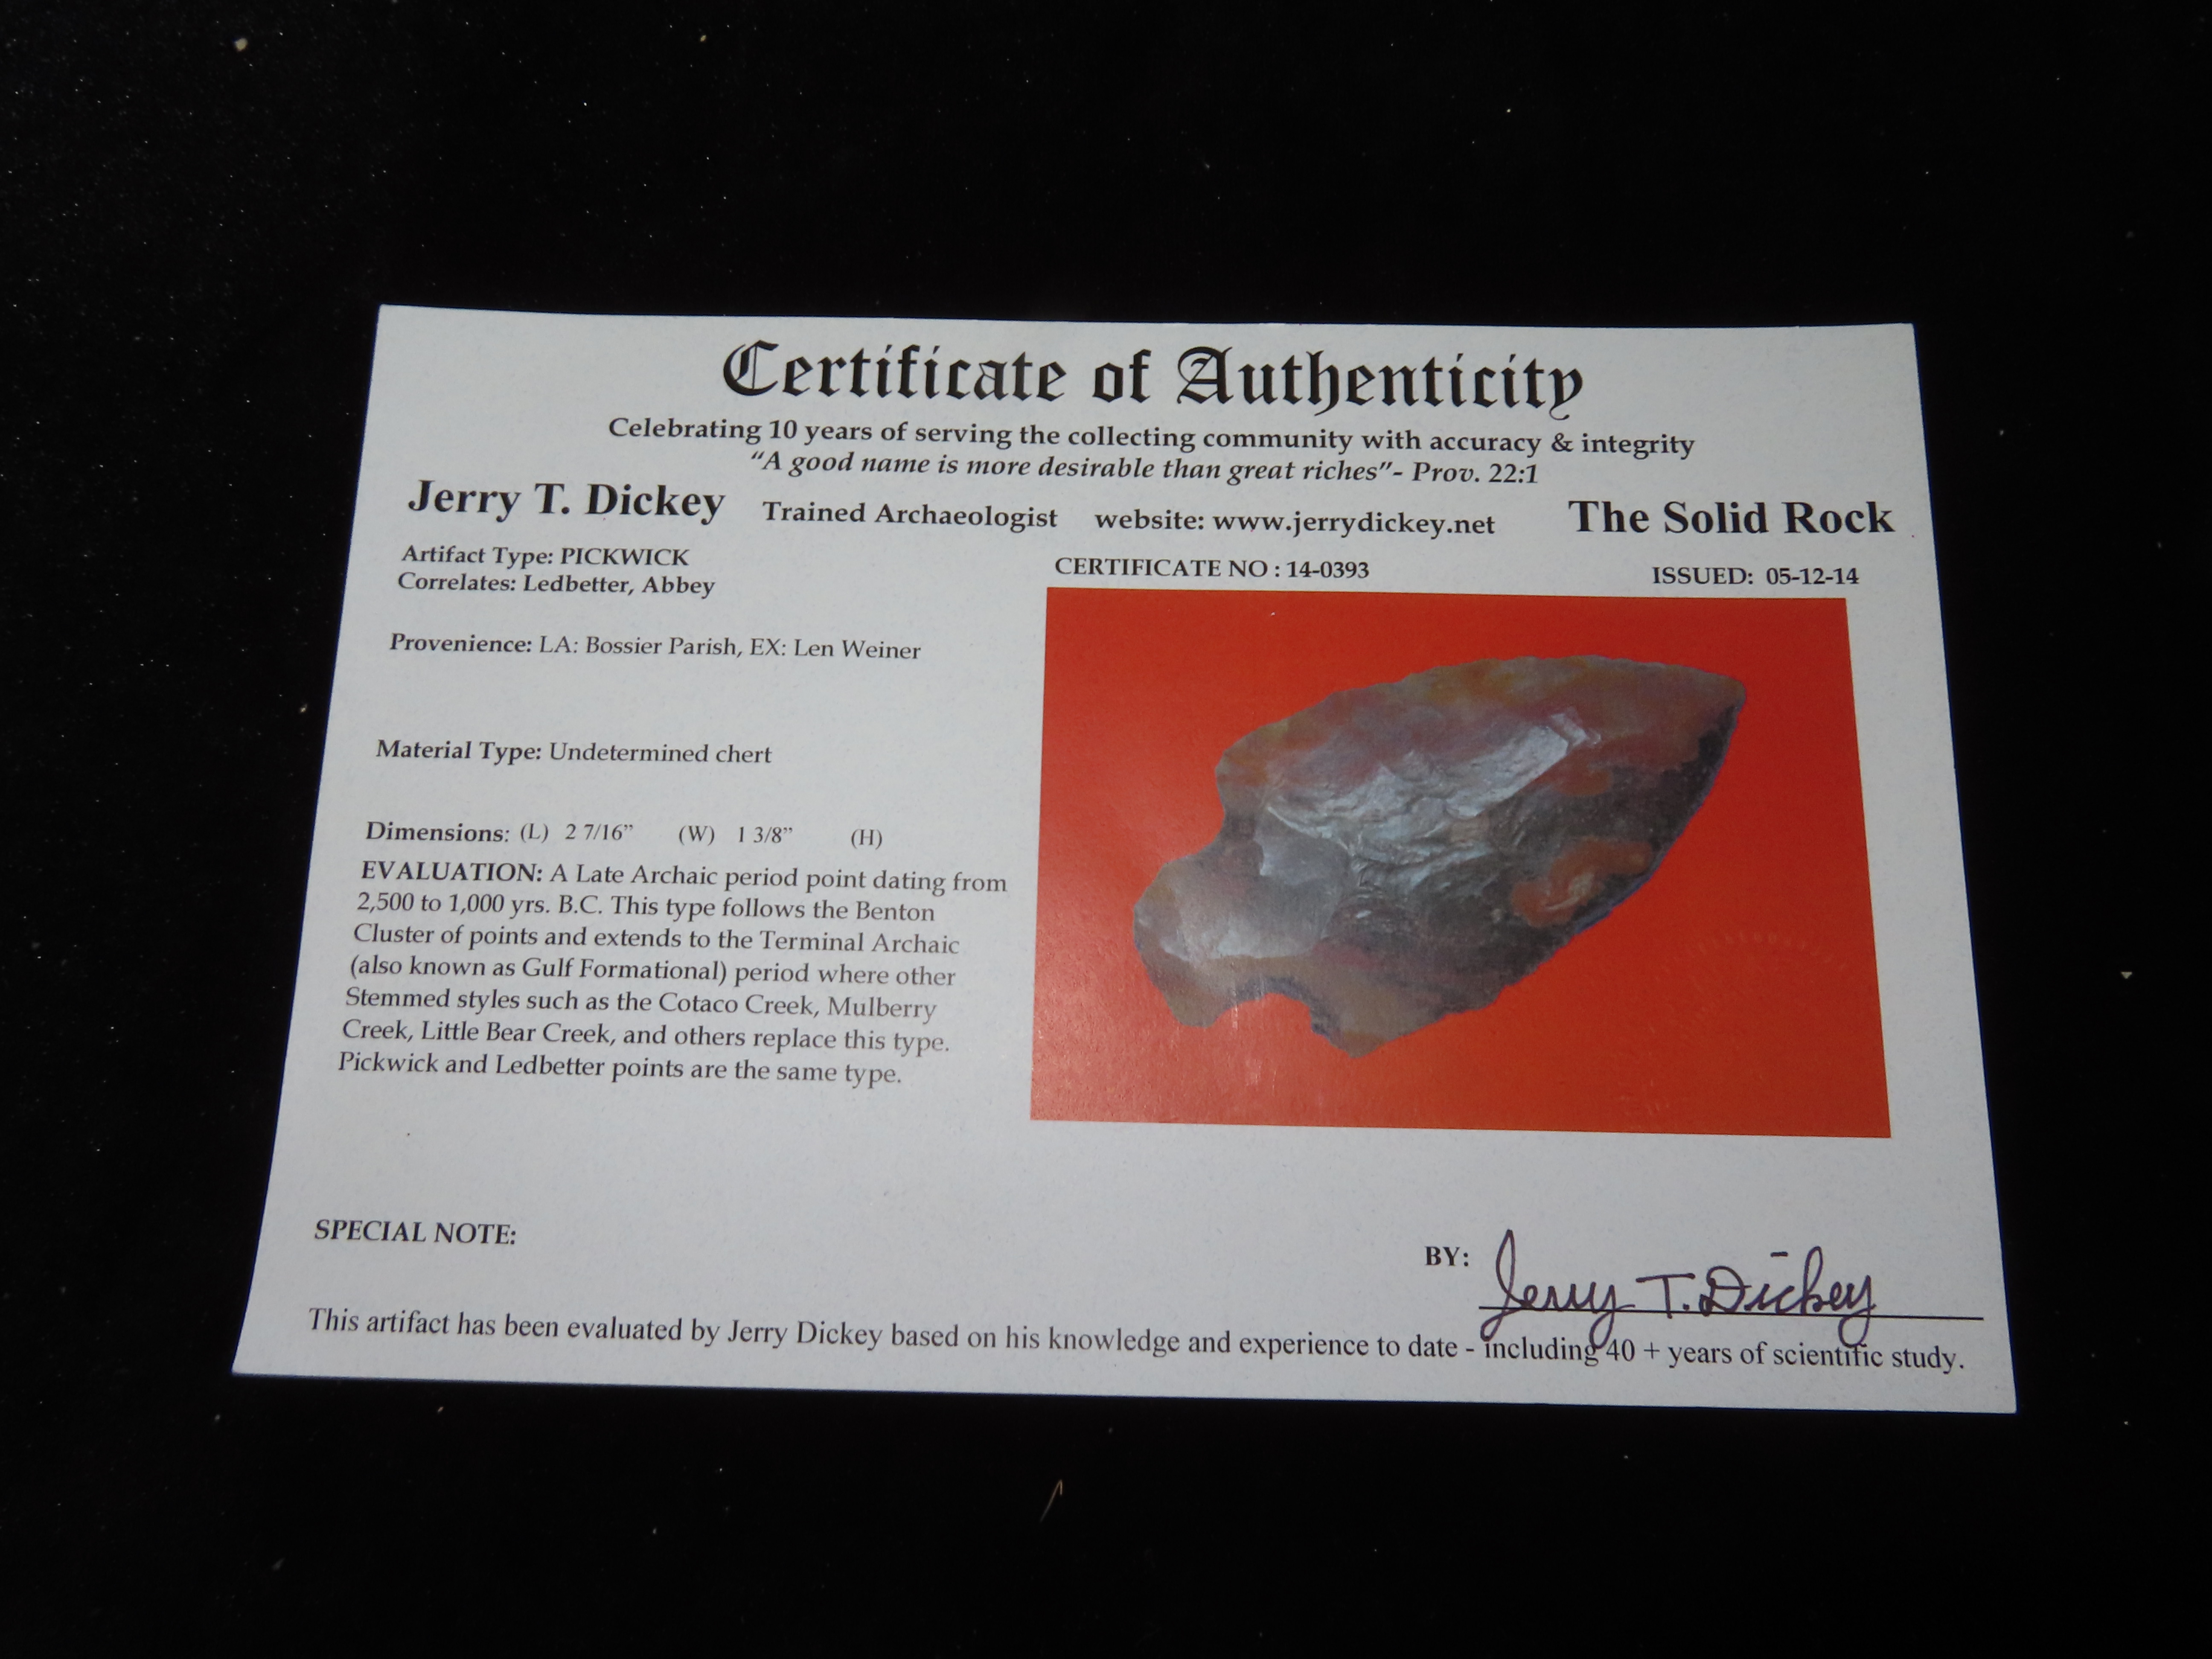 Certificate of Authenticity
Celebrating 10 years of serving the collecting community with accuracy & integrity
“A good name is more desirable than great riches”- Prov. 22:1
Jerry T. Dickey Trained Archaeologist website: www.jerrydickey.net The Solid Rock
Artifact Type: PICKWICK
Correlates: Ledbetter, Abbey
CERTIFICATE NO : 14-0393 ISSUED: 05-12-14
Provenience: LA: Bossier Parish, EX: Len Weiner
Material Type: Undetermined chert
Dimensions: (L) 2 7/16” (W) 1 3/8” (H)
EVALUATION: A Late Archaic period point dating from
2,500 to 1,000 yrs. B.C. This type follows the Benton
Cluster of points and extends to the Terminal Archaic
(also known as Gulf Formational) period where other
Stemmed styles such as the Cotaco Creek, Mulberry
Creek, Little Bear Creek, and others replace this type.
Pickwick and Ledbetter points are the same type.
SPECIAL NOTE:
BY: Jerry T. Dickey
This artifact has been evaluated by Jerry Dickey based on his knowledge and experience to date - including 40 + years of scientific study.